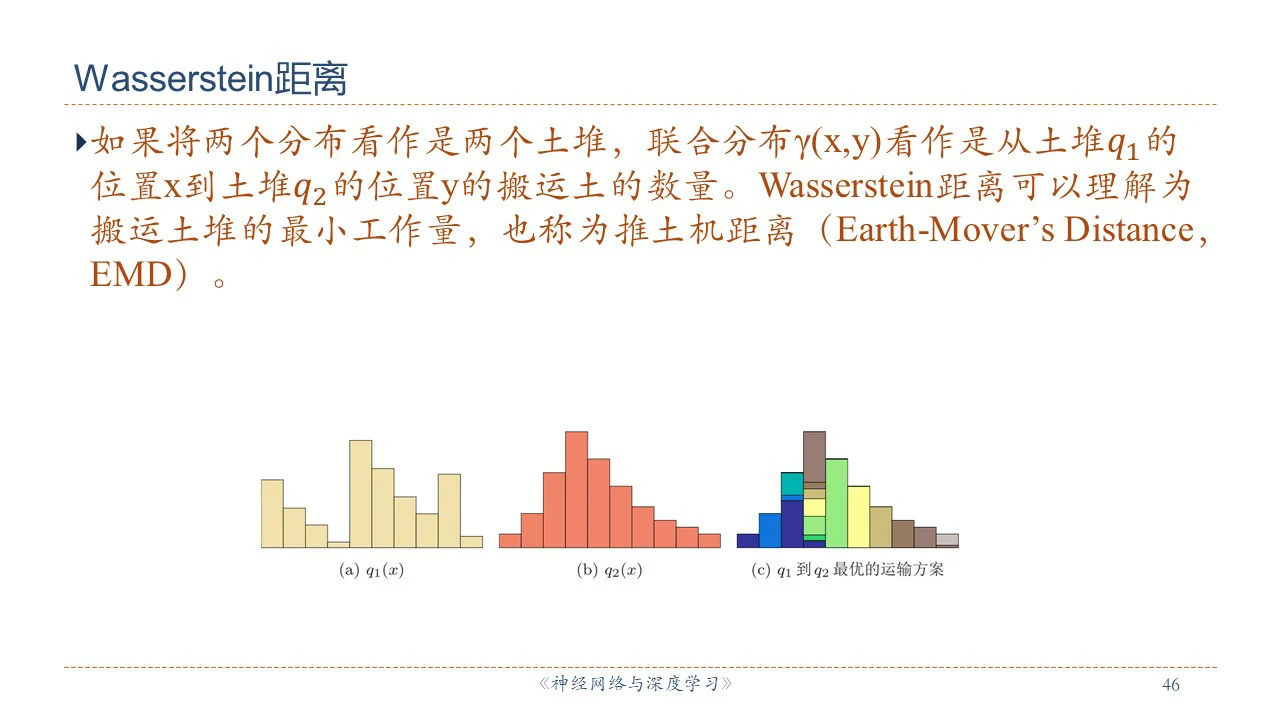 Wasserstein距离
如果将两个分布看作是两个土堆，联合分布γ(x,y)看作是从土堆q₁的
位置x到土堆q₂的位置y的搬运土的数量。Wasserstein距离可以理解为
搬运土堆的最小工作量，也称为推土机距离（Earth-Mover’s Distance，
EMD）。
(a) q₁(x)
(b) q₂(x)
(c) q₁ 到 q₂ 最优的运输方案
《神经网络与深度学习》
46